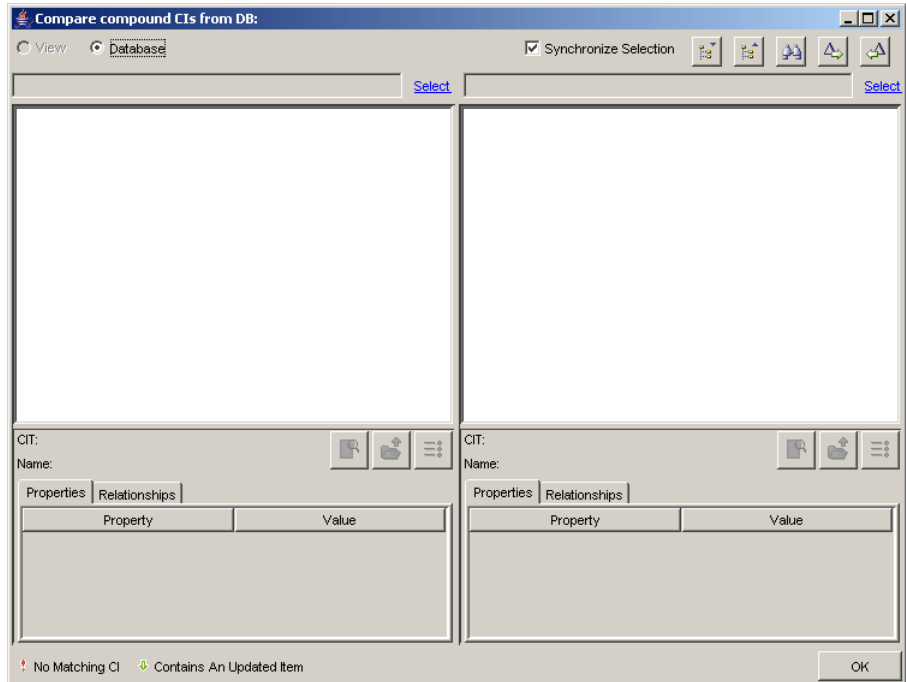 Compare compound CIs from DB:
View Database Synchronize Selection
Select Select
CIT: CIT:
Name: Name:
Properties Relationships Properties Relationships
Property Value Property Value
No Matching CI Contains An Updated Item OK